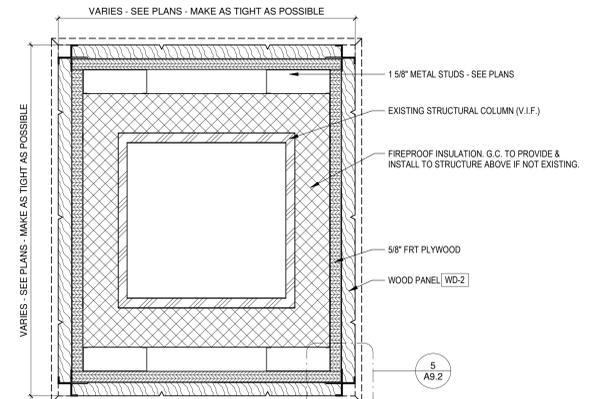 VARIES - SEE PLANS - MAKE AS TIGHT AS POSSIBLE
VARIES - SEE PLANS - MAKE AS TIGHT AS POSSIBLE
1 5/8" METAL STUDS - SEE PLANS
EXISTING STRUCTURAL COLUMN (V.I.F.)
FIREPROOF INSULATION. G.C. TO PROVIDE &
INSTALL TO STRUCTURE ABOVE IF NOT EXISTING.
5/8" FRT PLYWOOD
WOOD PANEL WD-2
5
A9.2